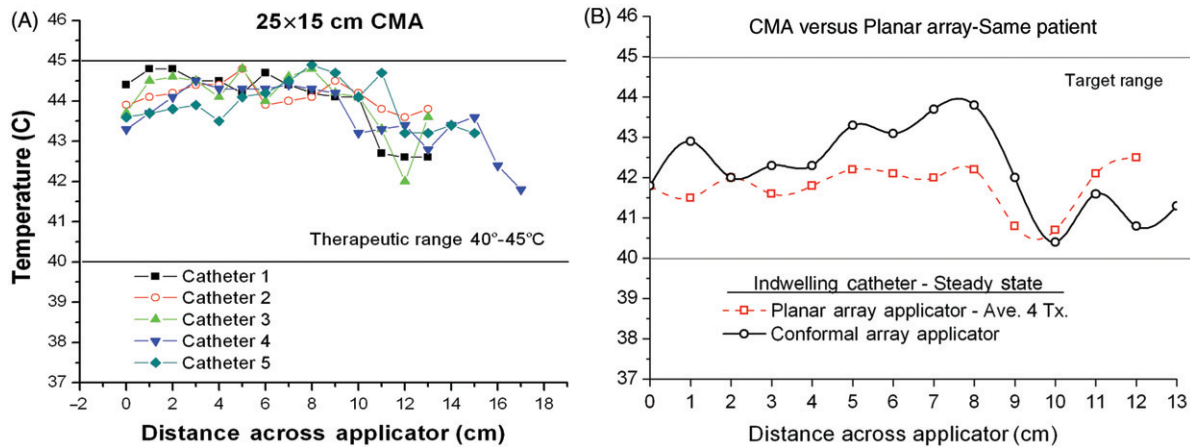 (A)
25×15 cm CMA
46
45
44
43
42
41
40
39
38
37
Temperature (C)
Therapeutic range 40°-45°C
Catheter 1
Catheter 2
Catheter 3
Catheter 4
Catheter 5
−2 0 2 4 6 8 10 12 14 16 18
Distance across applicator (cm)
(B)
CMA versus Planar array-Same patient
46
45
44
43
42
41
40
39
38
37
Target range
Indwelling catheter - Steady state
Planar array applicator - Ave. 4 Tx.
Conformal array applicator
0 1 2 3 4 5 6 7 8 9 10 11 12 13
Distance across applicator (cm)